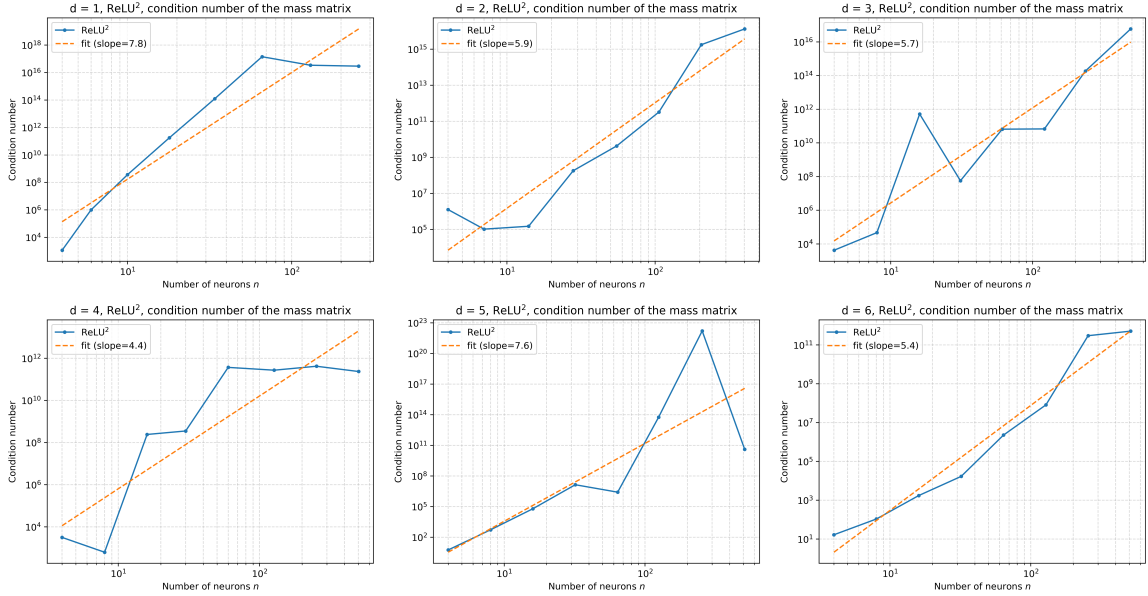 d = 1, ReLU², condition number of the mass matrix
ReLU²
fit (slope=7.8)
Condition number
10¹⁸
10¹⁶
10¹⁴
10¹²
10¹⁰
10⁸
10⁶
10⁴
10¹
10²
Number of neurons n
d = 2, ReLU², condition number of the mass matrix
ReLU²
fit (slope=5.9)
Condition number
10¹⁵
10¹³
10¹¹
10⁹
10⁷
10⁵
10¹
10²
Number of neurons n
d = 3, ReLU², condition number of the mass matrix
ReLU²
fit (slope=5.7)
Condition number
10¹⁶
10¹⁴
10¹²
10¹⁰
10⁸
10⁶
10⁴
10¹
10²
Number of neurons n
d = 4, ReLU², condition number of the mass matrix
ReLU²
fit (slope=4.4)
Condition number
10¹²
10¹⁰
10⁸
10⁶
10⁴
10¹
10²
Number of neurons n
d = 5, ReLU², condition number of the mass matrix
ReLU²
fit (slope=7.6)
Condition number
10²³
10²⁰
10¹⁷
10¹⁴
10¹¹
10⁸
10⁵
10²
10¹
10²
Number of neurons n
d = 6, ReLU², condition number of the mass matrix
ReLU²
fit (slope=5.4)
Condition number
10¹¹
10⁹
10⁷
10⁵
10³
10¹
10¹
10²
Number of neurons n